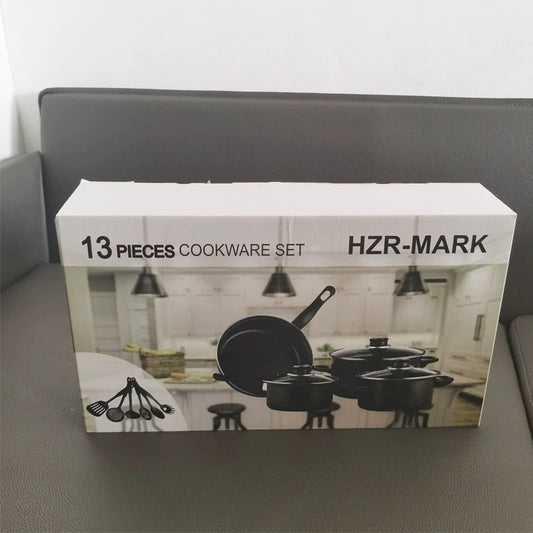 13 PIECES COOKWARE SET
HZR-MARK